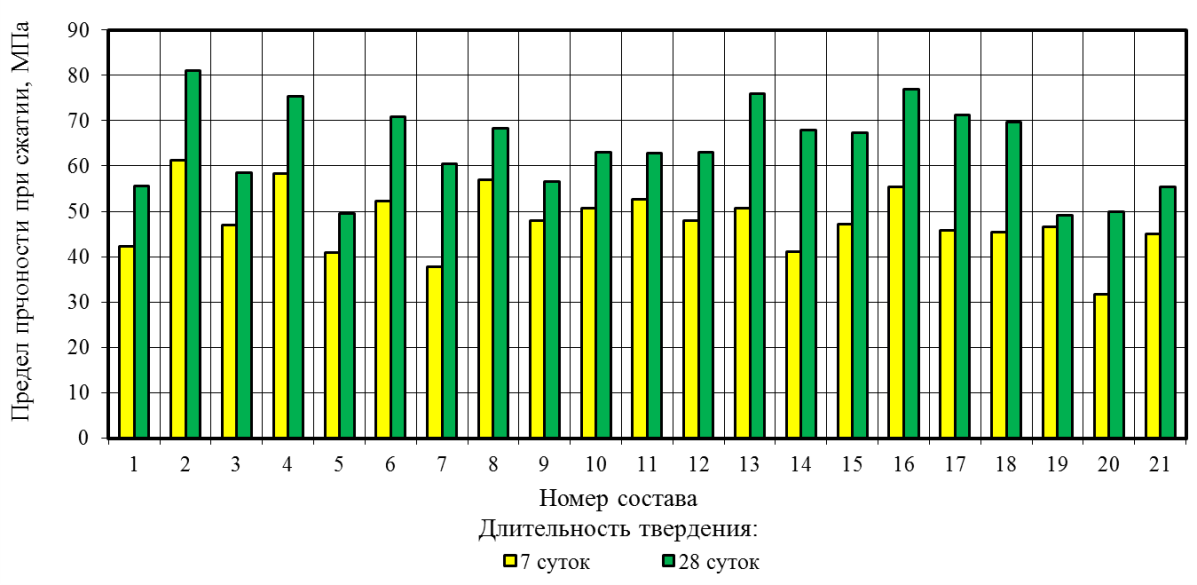 Предел прчоности при сжатии, МПа
90
80
70
60
50
40
30
20
10
0
1 2 3 4 5 6 7 8 9 10 11 12 13 14 15 16 17 18 19 20 21
Номер состава
Длительность твердения:
7 суток 28 суток